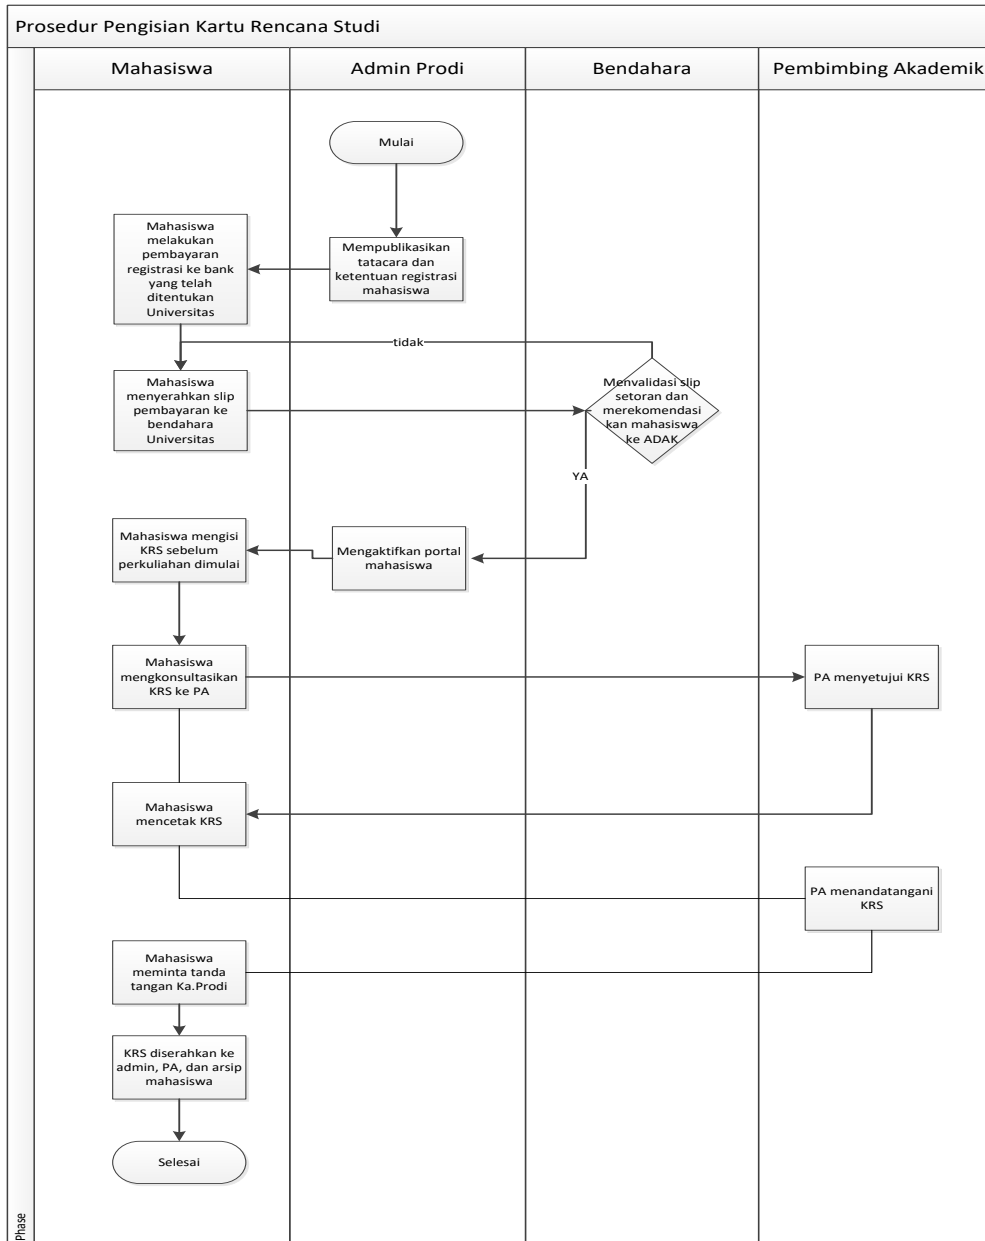 Prosedur Pengisian Kartu Rencana Studi
Mahasiswa
Admin Prodi
Bendahara
Pembimbing Akademik
Mulai
Mahasiswa
melakukan
pembayaran
registrasi ke bank
yang telah
ditentukan
Universitas
Mempublikasikan
tatacara dan
ketentuan registrasi
mahasiswa
tidak
Mahasiswa
menyerahkan slip
pembayaran ke
bendahara
Universitas
Menvalidasi slip
setoran dan
merekomendasi
kan mahasiswa
ke ADAK
YA
Mahasiswa mengisi
KRS sebelum
perkuliahan dimulai
Mengaktifkan portal
mahasiswa
Mahasiswa
mengkonsultasikan
KRS ke PA
PA menyetujui KRS
Mahasiswa
mencetak KRS
PA menandatangani
KRS
Mahasiswa
meminta tanda
tangan Ka.Prodi
KRS diserahkan ke
admin, PA, dan arsip
mahasiswa
Selesai
Phase